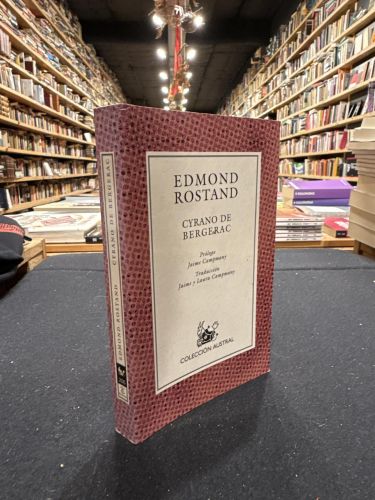 EDMOND
ROSTAND
CYRANO DE
BERGERAC
Prólogo
Jaime Campmany
Traducción
Jaime y Laura Campmany
COLECCIÓN AUSTRAL
EDMOND ROSTAND CYRANO DE BERGERAC